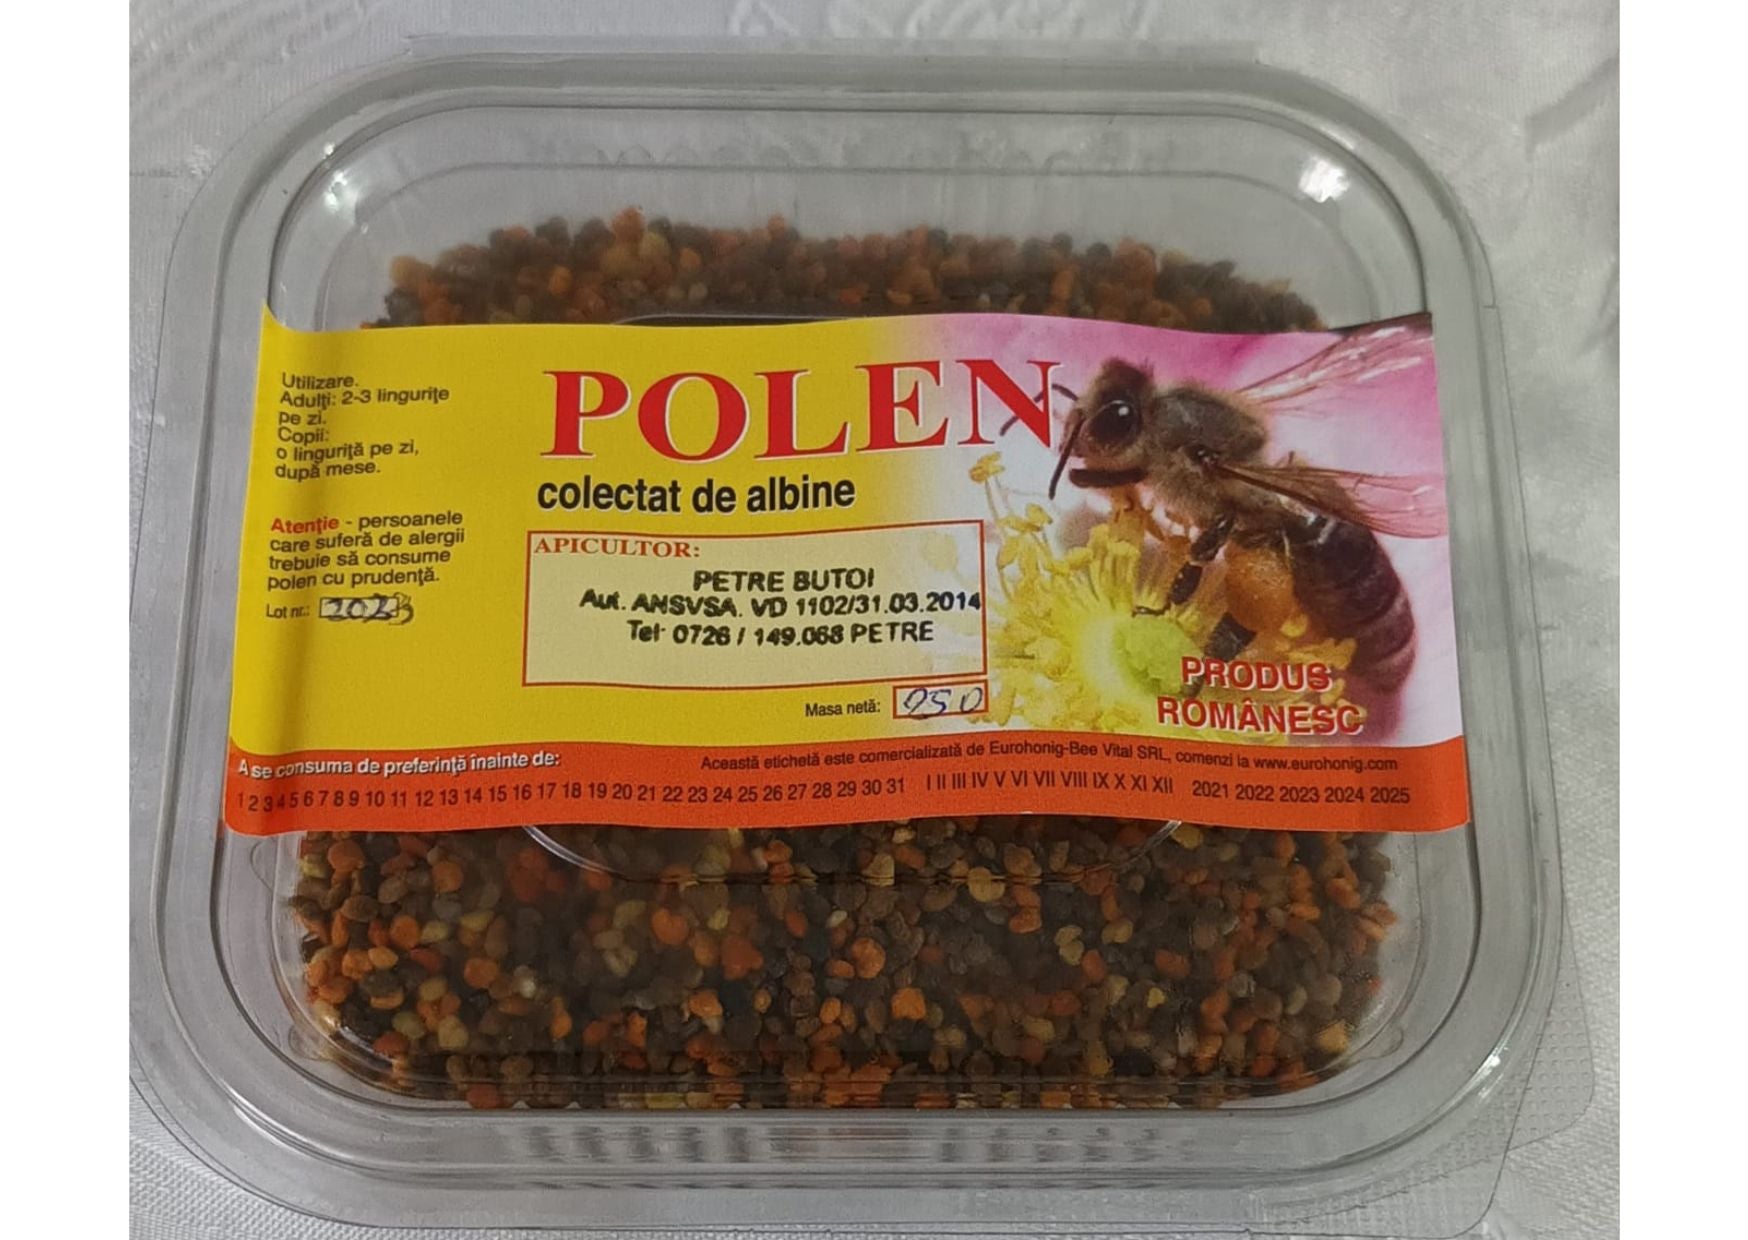 Utilizare.
Adulți: 2-3 lingurițe
pe zi.
Copii:
o linguriță pe zi,
după mese.
Atenție - persoanele
care suferă de alergii
trebuie să consume
polen cu prudență.
Lot nr.: 2023
POLEN
colectat de albine
APICULTOR:
PETRE BUTOI
Aut. ANSVSA. VD 1102/31.03.2014
Tel 0726 / 149.068 PETRE
Masa netă: 250
PRODUS
ROMÂNESC
A se consuma de preferință înainte de:
Această etichetă este comercializată de Eurohonig-Bee Vital SRL, comenzi la www.eurohonig.com
1 2 3 4 5 6 7 8 9 10 11 12 13 14 15 16 17 18 19 20 21 22 23 24 25 26 27 28 29 30 31 I II III IV V VI VII VIII IX X XI XII 2021 2022 2023 2024 2025